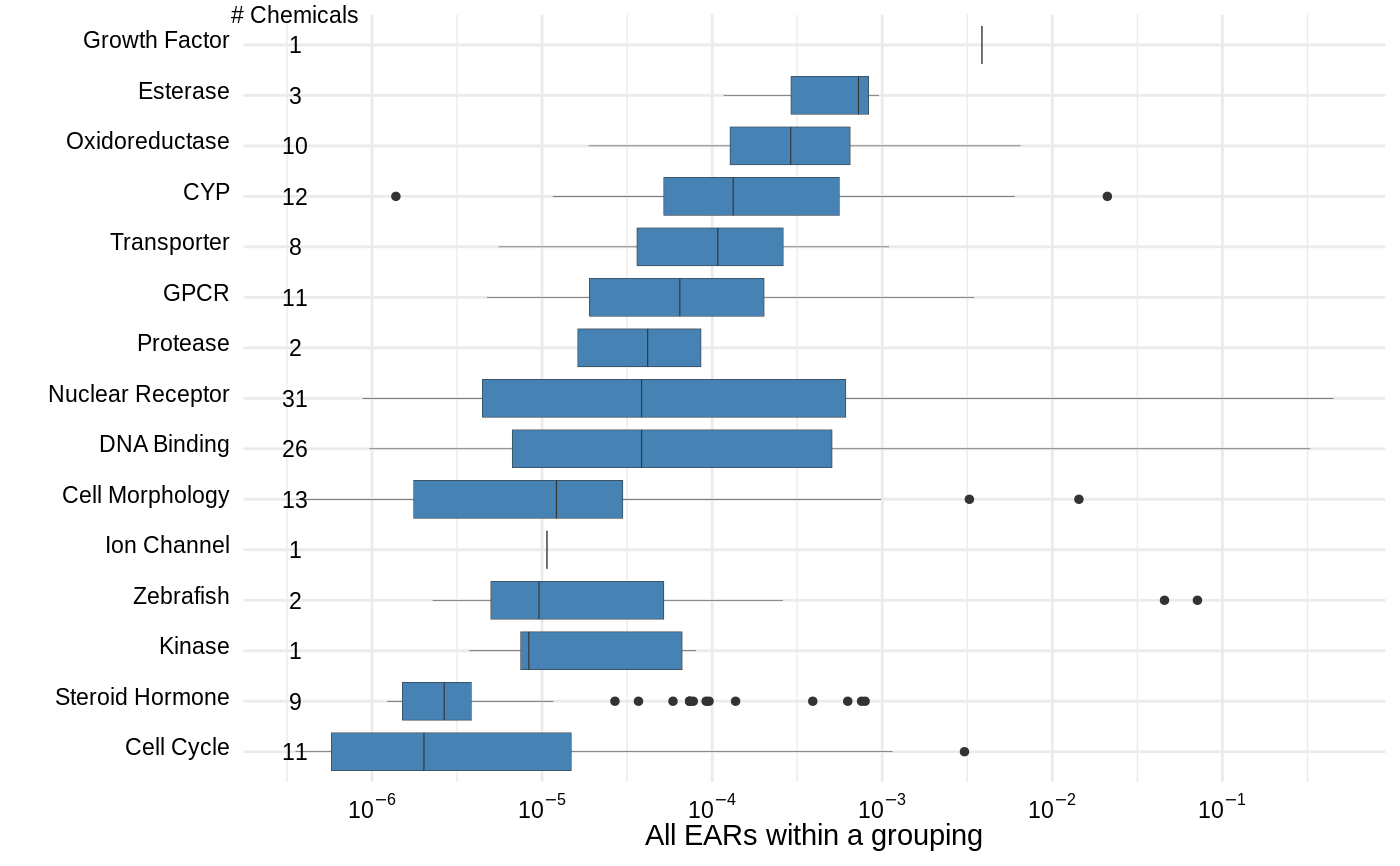 # Chemicals
Growth Factor 1
Esterase 3
Oxidoreductase 10
CYP 12
Transporter 8
GPCR 11
Protease 2
Nuclear Receptor 31
DNA Binding 26
Cell Morphology 13
Ion Channel 1
Zebrafish 2
Kinase 1
Steroid Hormone 9
Cell Cycle 11
10⁻⁶ 10⁻⁵ 10⁻⁴ 10⁻³ 10⁻² 10⁻¹
All EARs within a grouping